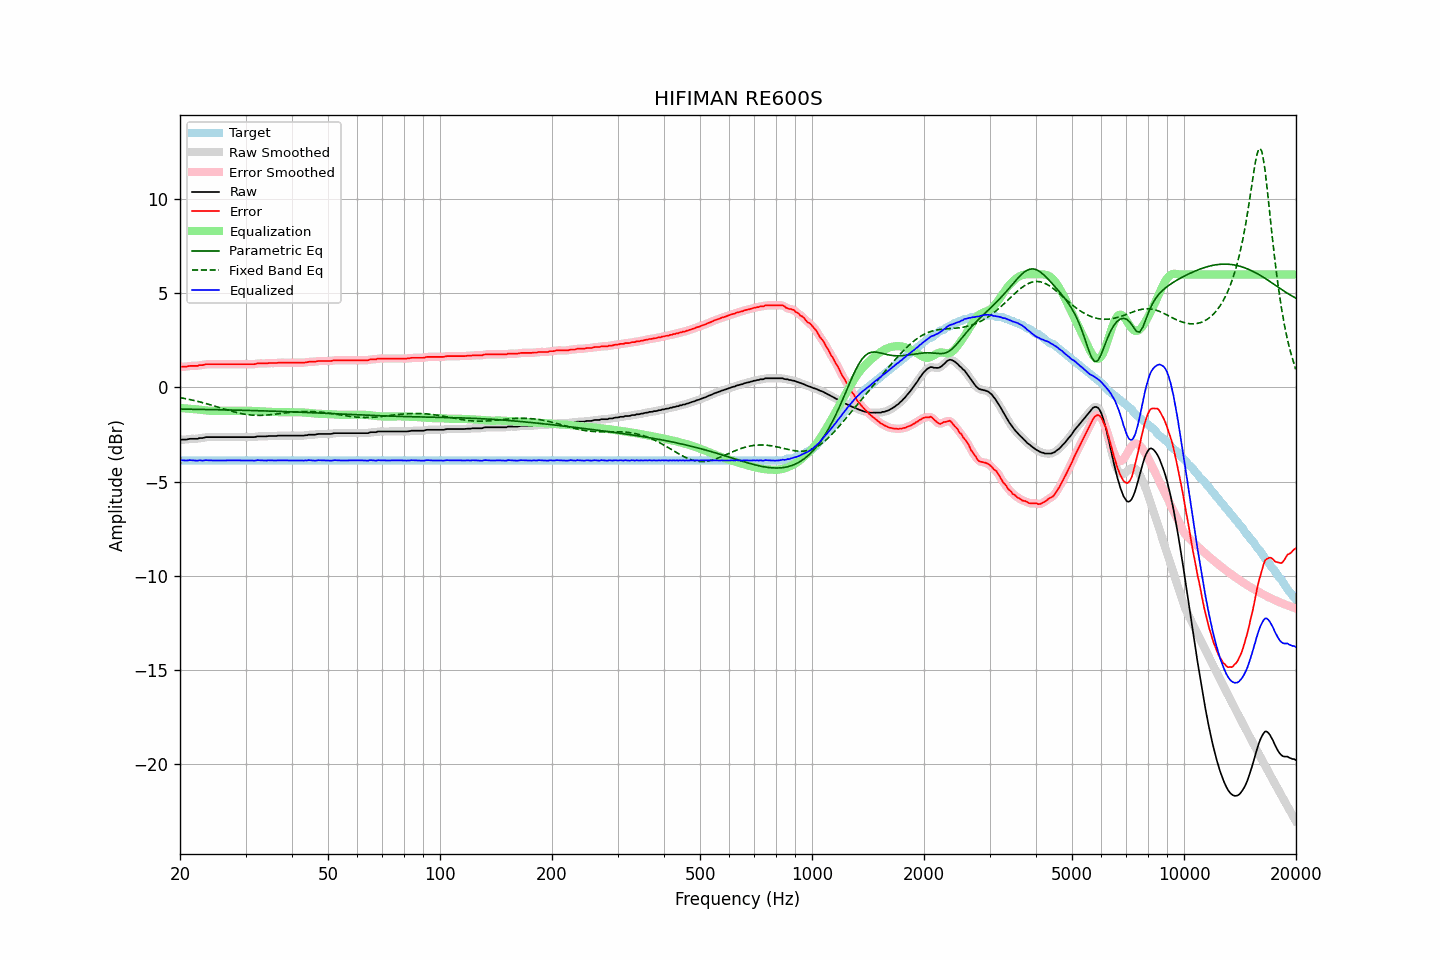 HIFIMAN RE600S
Target
Raw Smoothed
Error Smoothed
Raw
Error
Equalization
Parametric Eq
Fixed Band Eq
Equalized
10
5
0
−5
−10
−15
−20
Amplitude (dBr)
20 50 100 200 500 1000 2000 5000 10000 20000
Frequency (Hz)